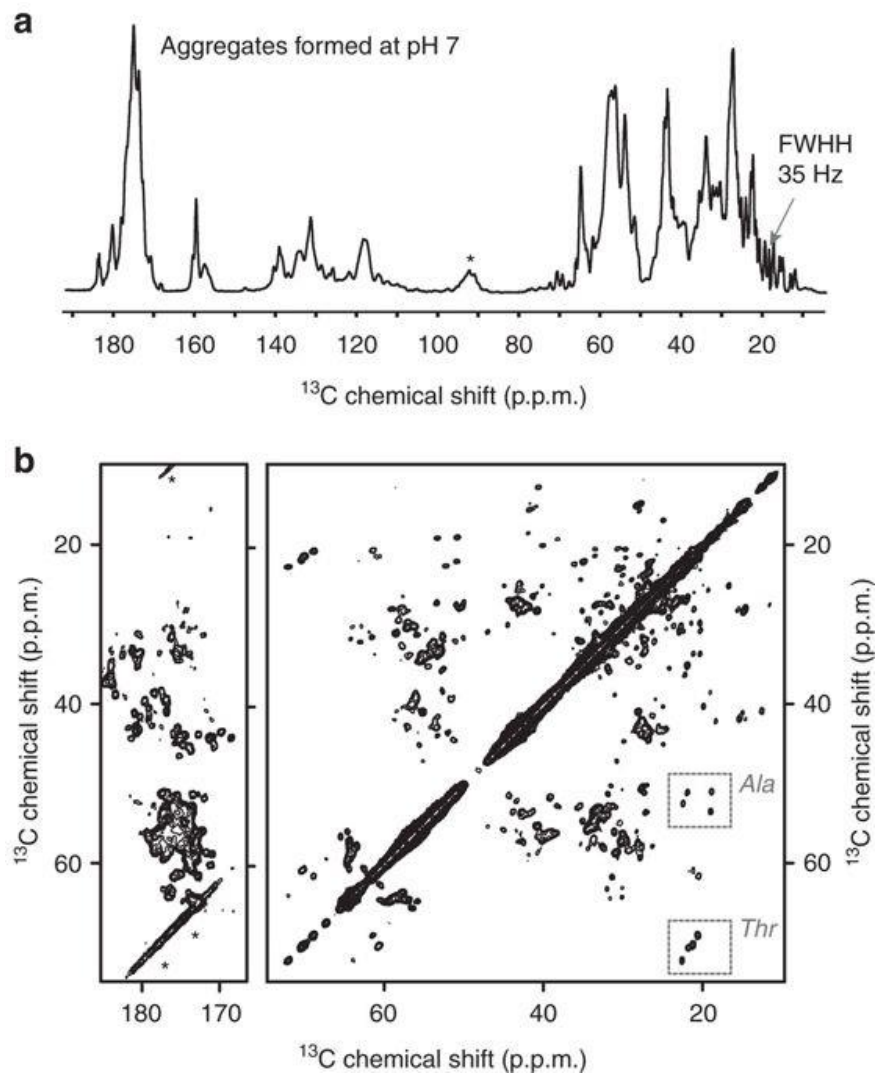 a
Aggregates formed at pH 7
FWHH
35 Hz
*
180 160 140 120 100 80 60 40 20
¹³C chemical shift (p.p.m.)
b
*
20 20
40 40
Ala
60 60
Thr
*
*
180 170 60 40 20
¹³C chemical shift (p.p.m.)
¹³C chemical shift (p.p.m.)
¹³C chemical shift (p.p.m.)